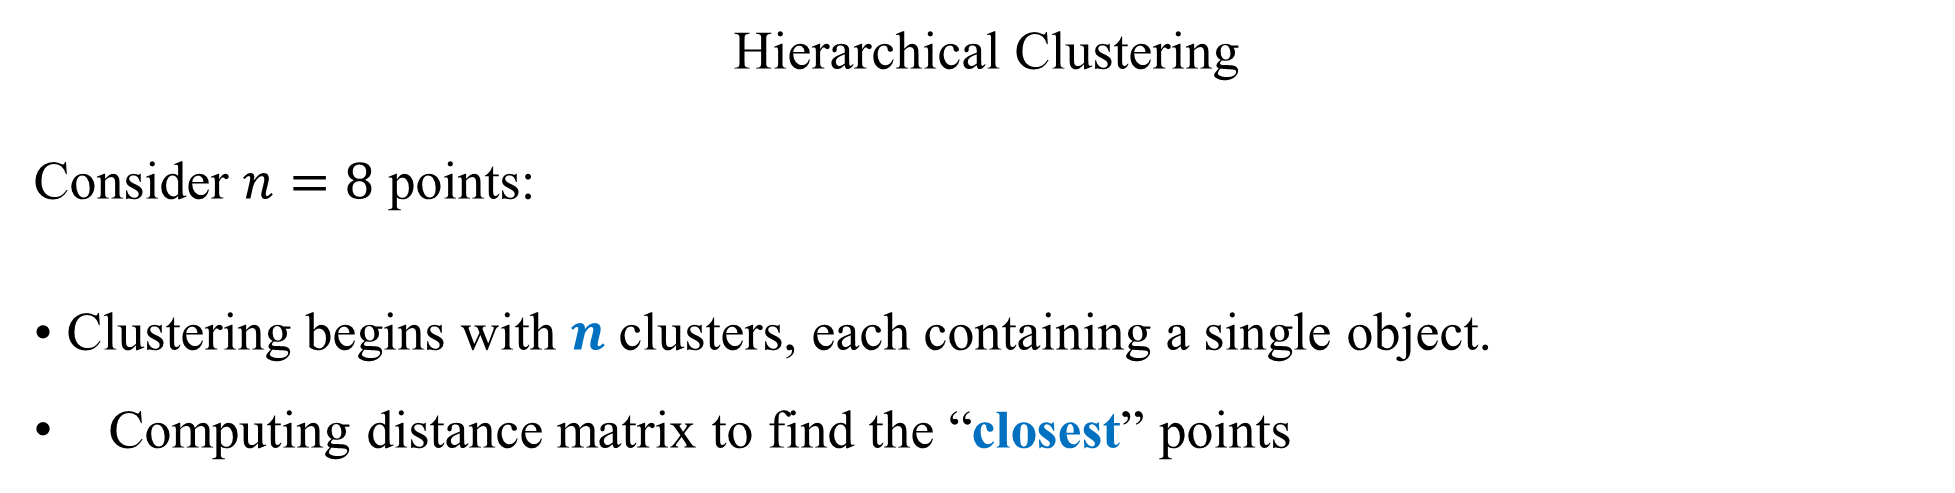 Hierarchical Clustering
Consider n = 8 points:
• Clustering begins with n clusters, each containing a single object.
• Computing distance matrix to find the “closest” points